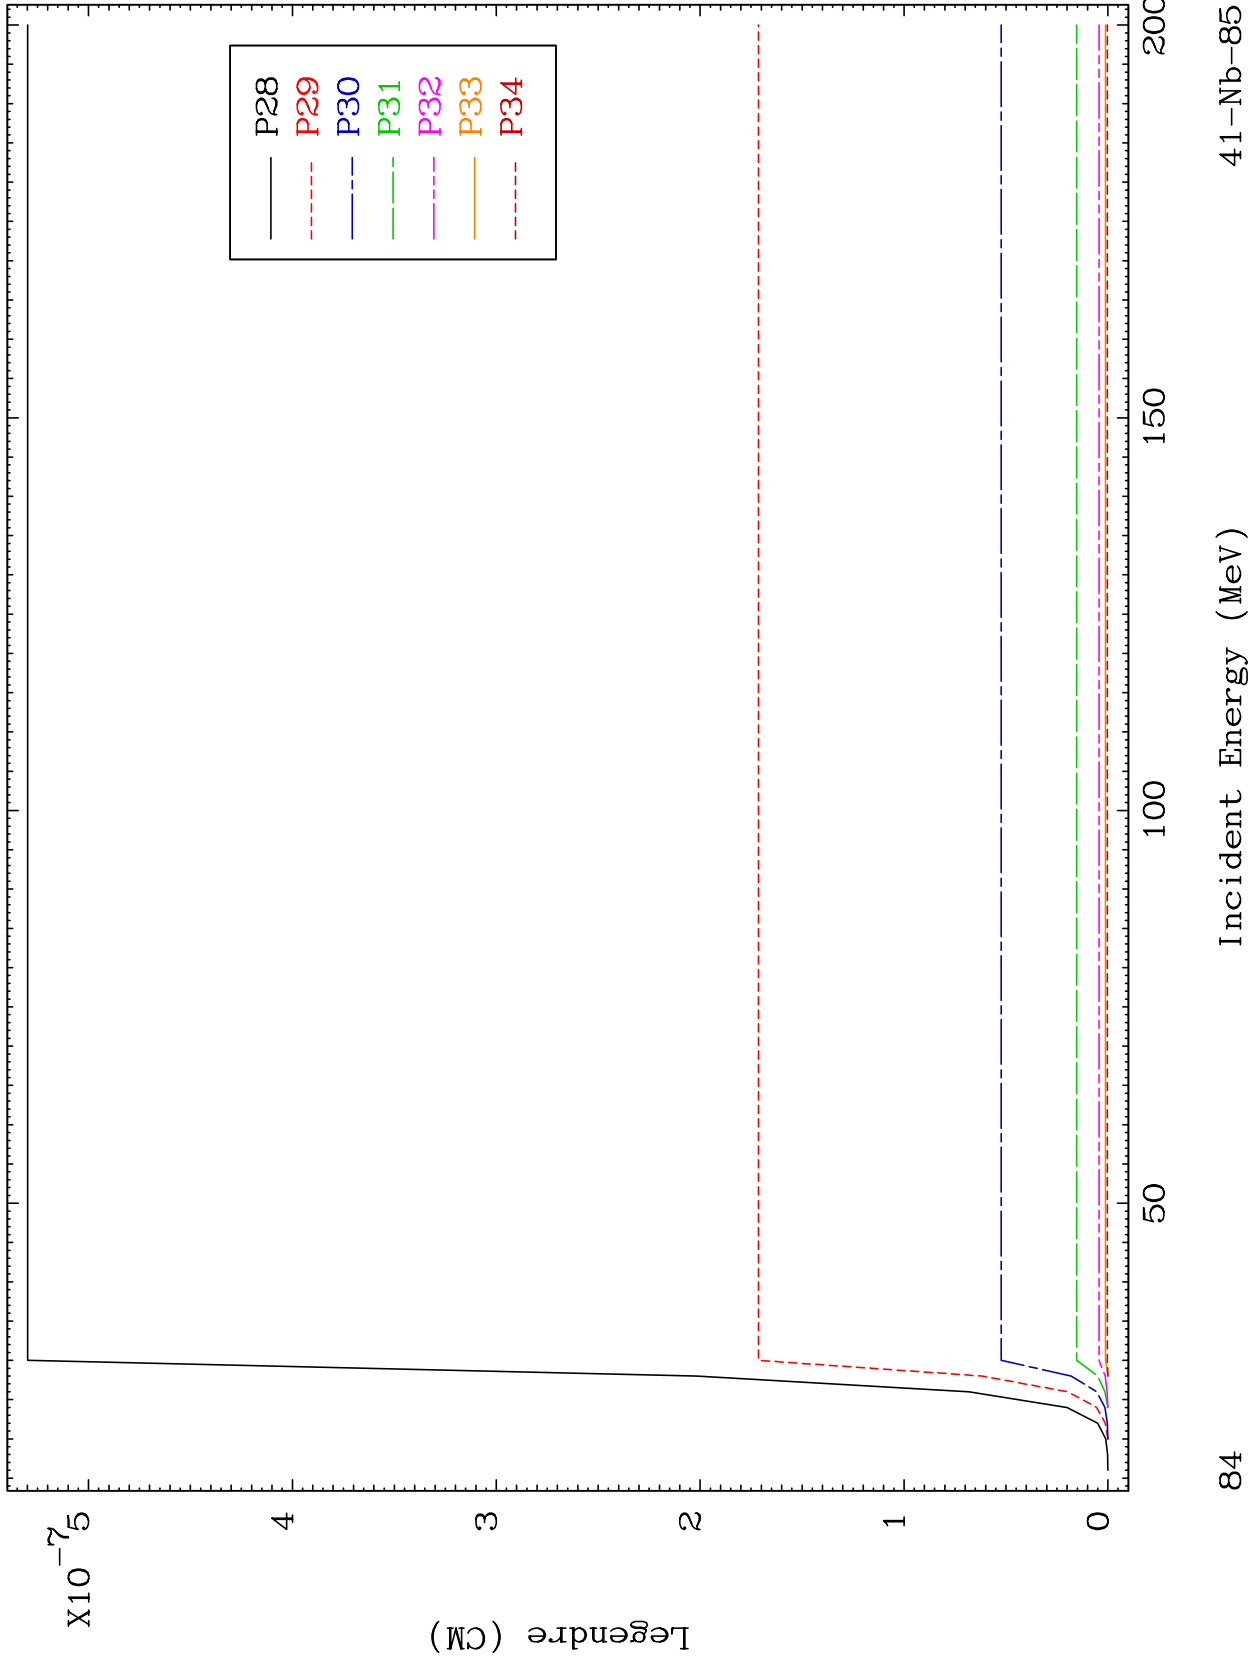 X10-7
5
4
3
2
1
0
Legendre (CM)
P28
P29
P30
P31
P32
P33
P34
50
100
150
200
Incident Energy (MeV)
84
41-Nb-85